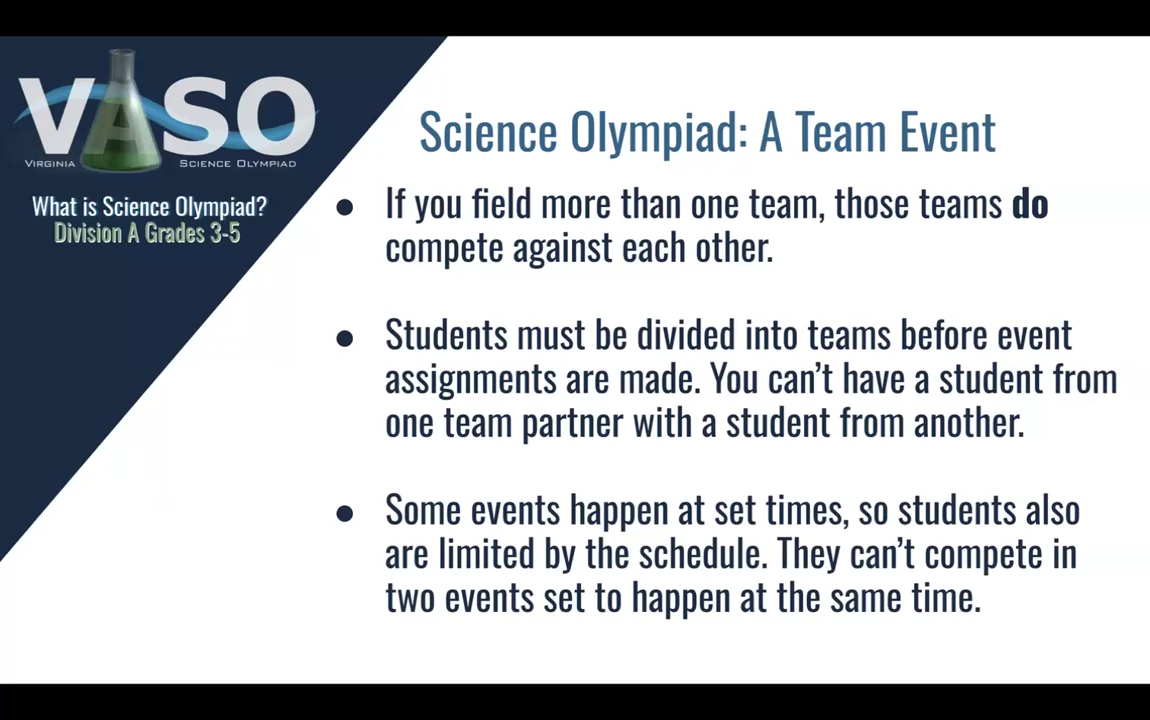 VASO
VIRGINIA SCIENCE OLYMPIAD
What is Science Olympiad?
Division A Grades 3-5
Science Olympiad: A Team Event
● If you field more than one team, those teams do
compete against each other.
● Students must be divided into teams before event
assignments are made. You can’t have a student from
one team partner with a student from another.
● Some events happen at set times, so students also
are limited by the schedule. They can’t compete in
two events set to happen at the same time.